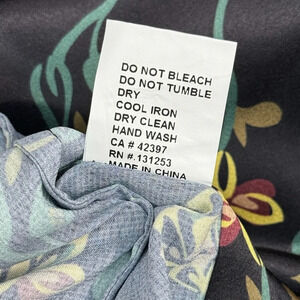 DO NOT BLEACH
DO NOT TUMBLE
DRY
COOL IRON
DRY CLEAN
HAND WASH
CA # 42397
RN #. 131253
MADE IN CHINA